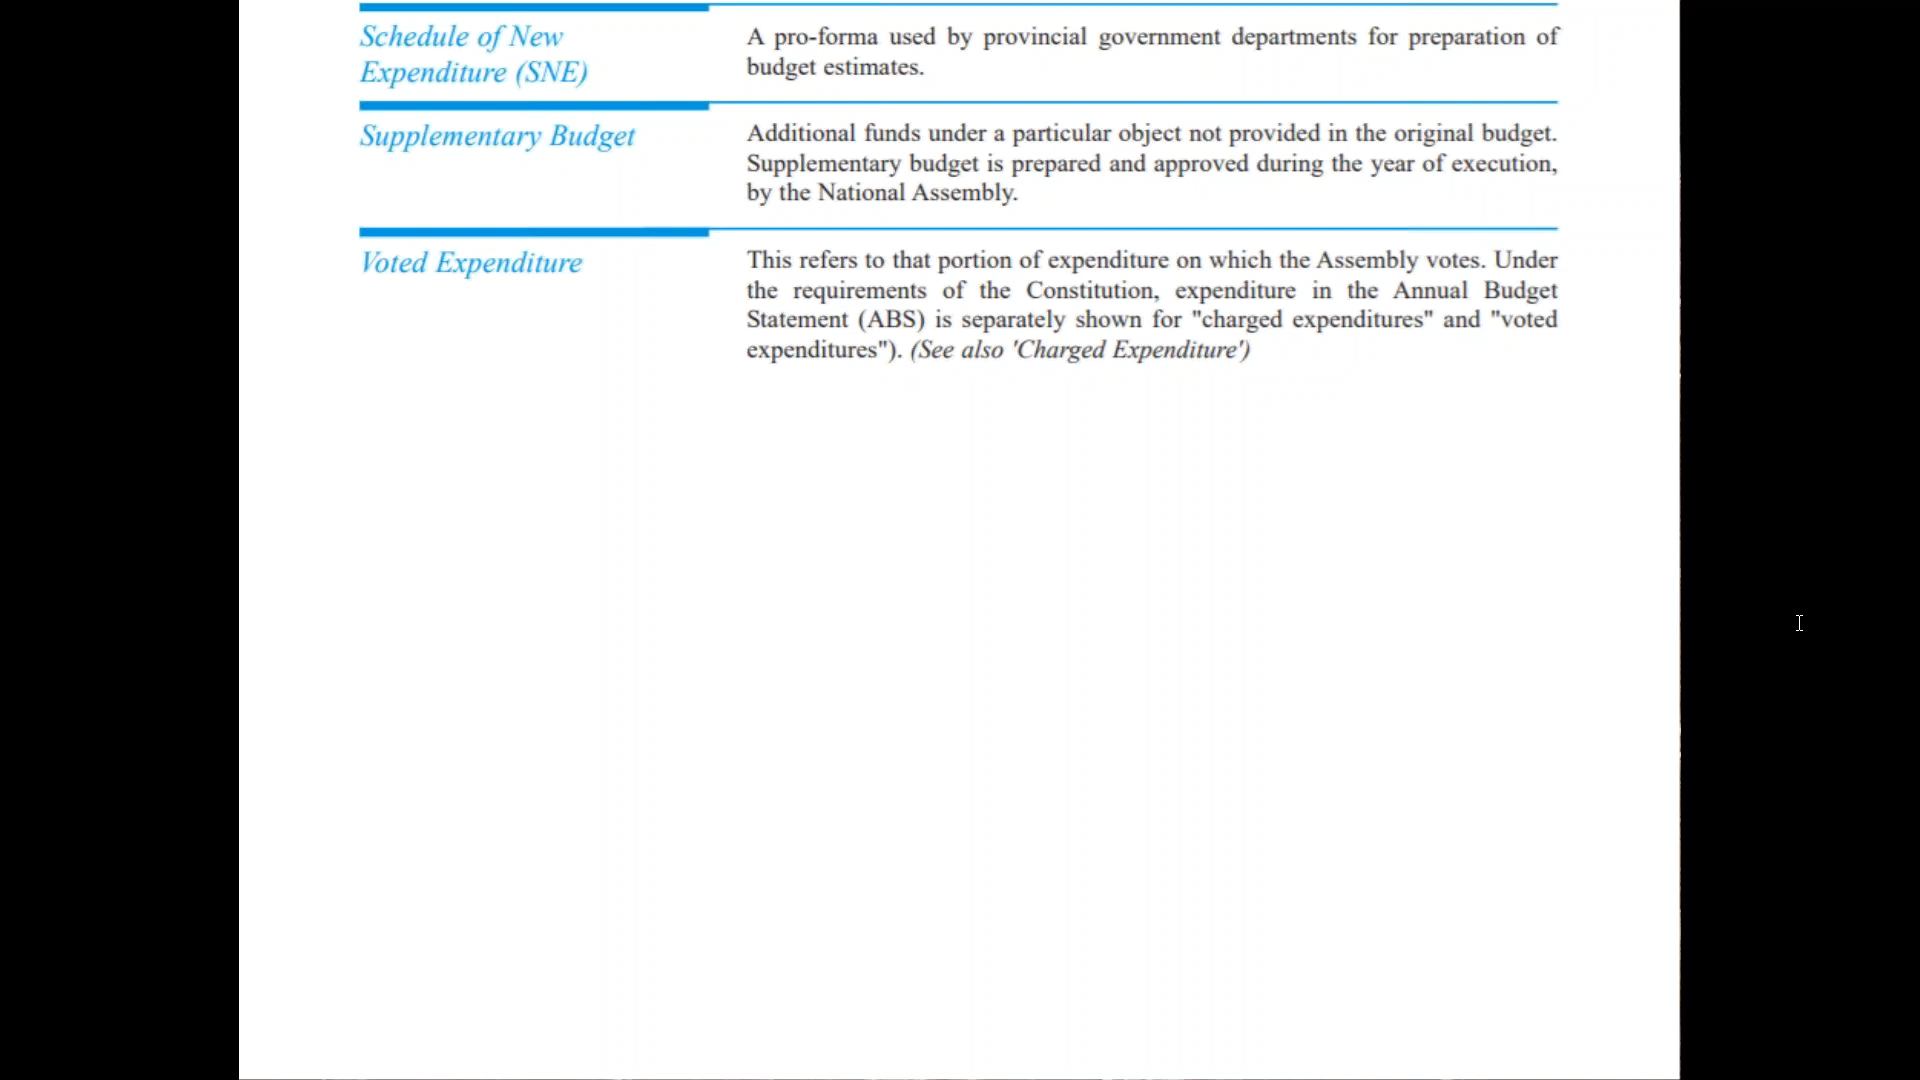 Schedule of New
Expenditure (SNE)
A pro-forma used by provincial government departments for preparation of
budget estimates.
Supplementary Budget
Additional funds under a particular object not provided in the original budget.
Supplementary budget is prepared and approved during the year of execution,
by the National Assembly.
Voted Expenditure
This refers to that portion of expenditure on which the Assembly votes. Under
the requirements of the Constitution, expenditure in the Annual Budget
Statement (ABS) is separately shown for "charged expenditures" and "voted
expenditures"). (See also 'Charged Expenditure')